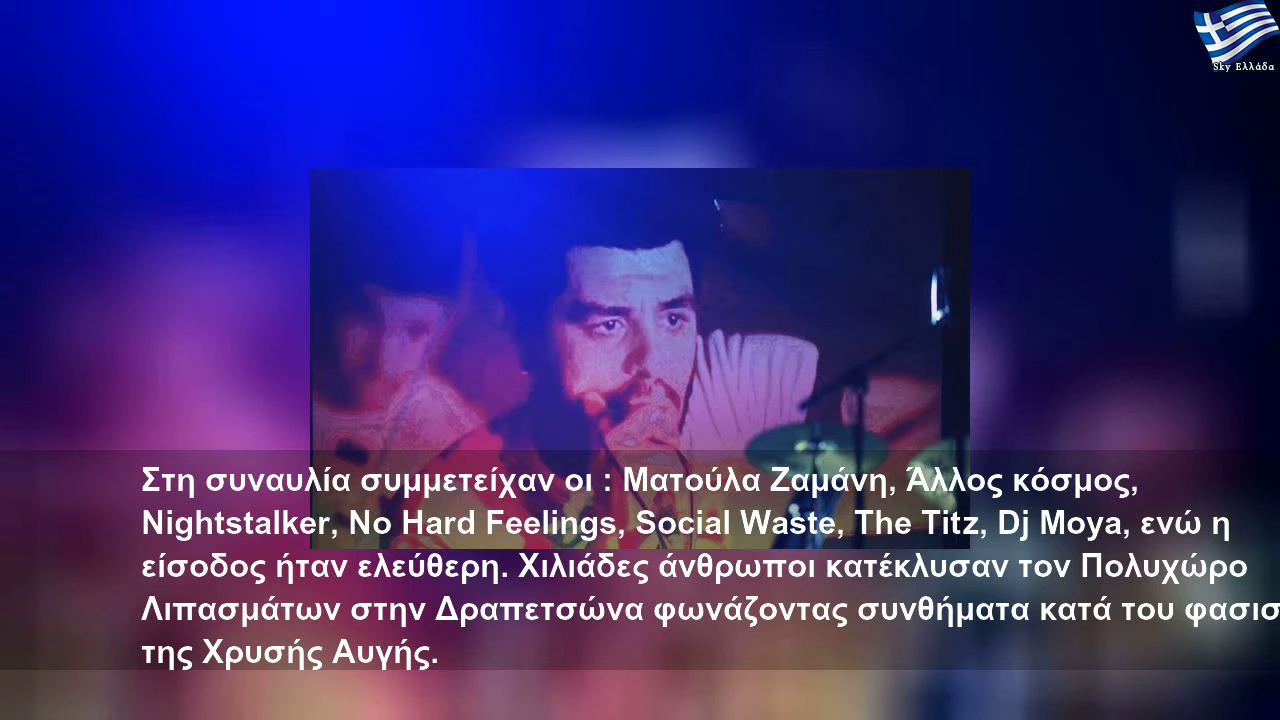 Sky Ελλάδα
Στη συναυλία συμμετείχαν οι : Ματούλα Ζαμάνη, Άλλος κόσμος,
Nightstalker, No Hard Feelings, Social Waste, The Titz, Dj Moya, ενώ η
είσοδος ήταν ελεύθερη. Χιλιάδες άνθρωποι κατέκλυσαν τον Πολυχώρο
Λιπασμάτων στην Δραπετσώνα φωνάζοντας συνθήματα κατά του φασισ
της Χρυσής Αυγής.